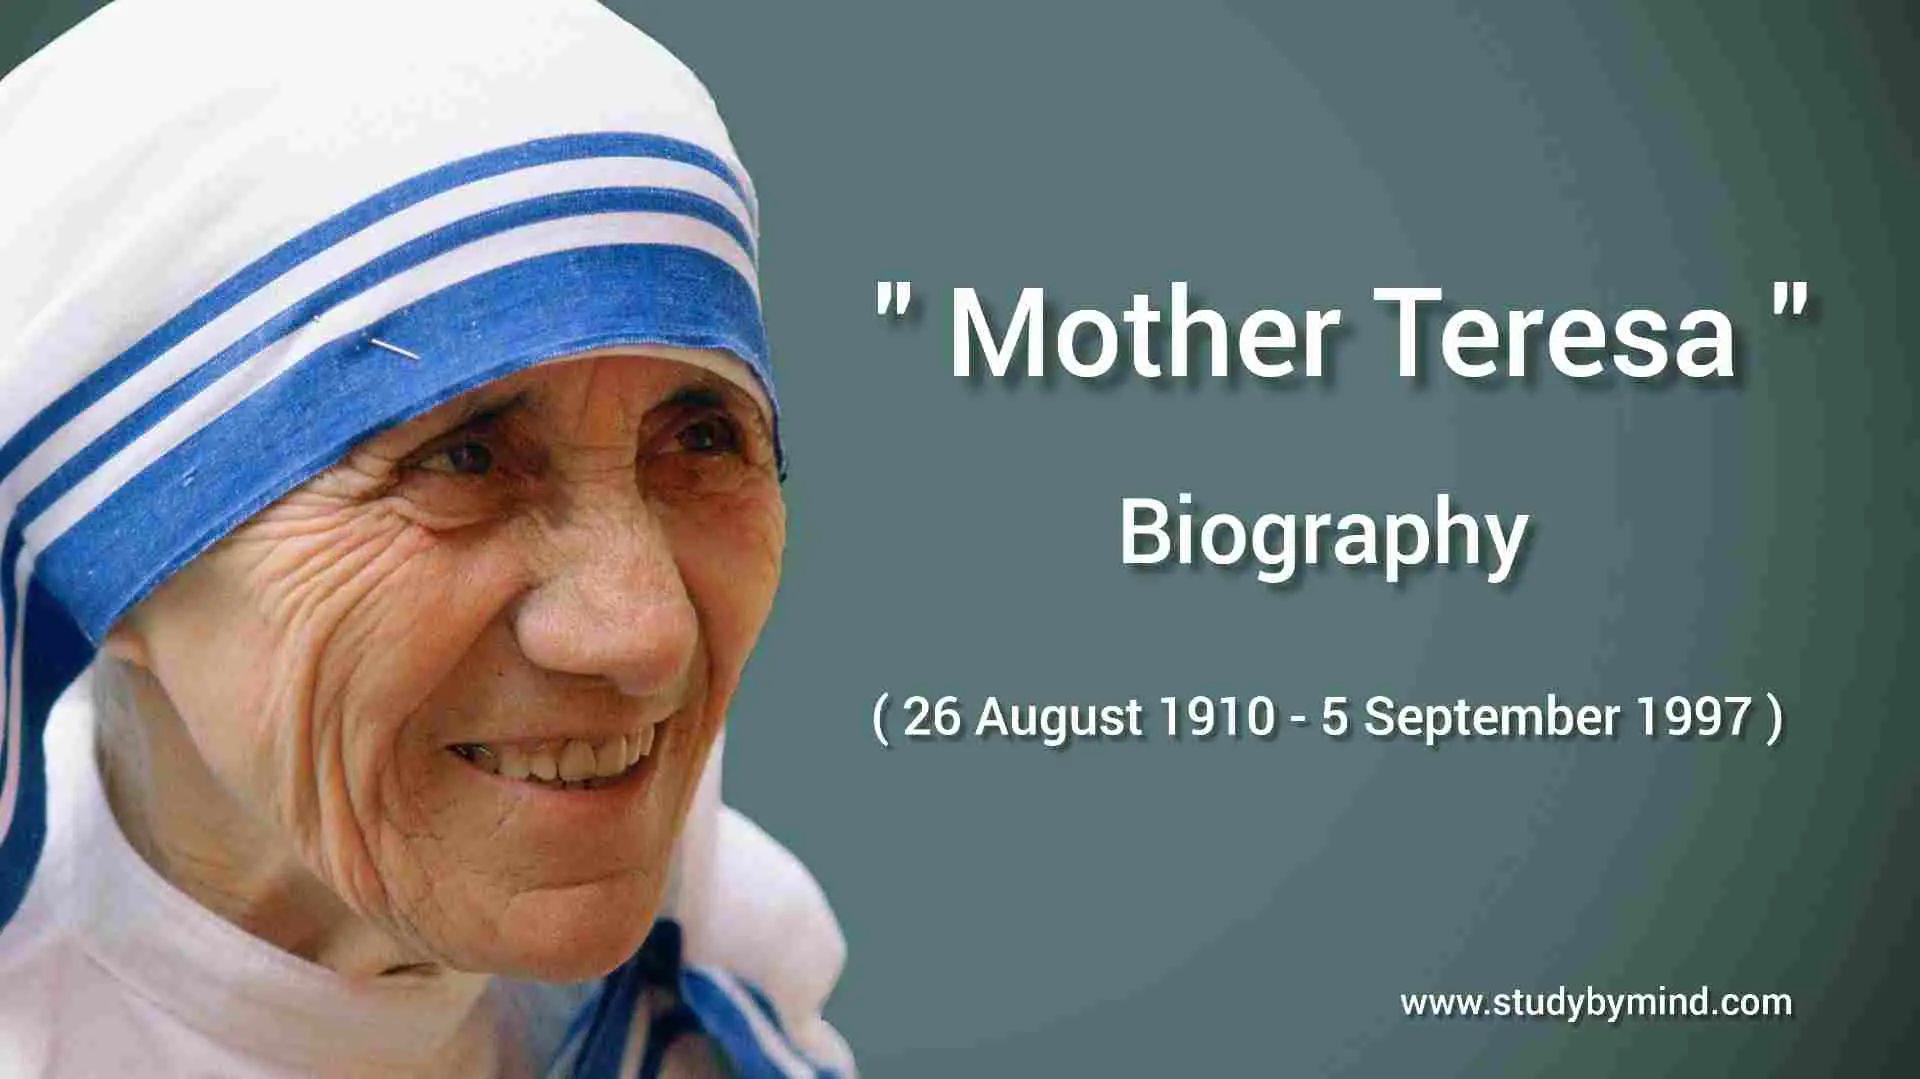 " Mother Teresa "
Biography
( 26 August 1910 - 5 September 1997 )
www.studybymind.com